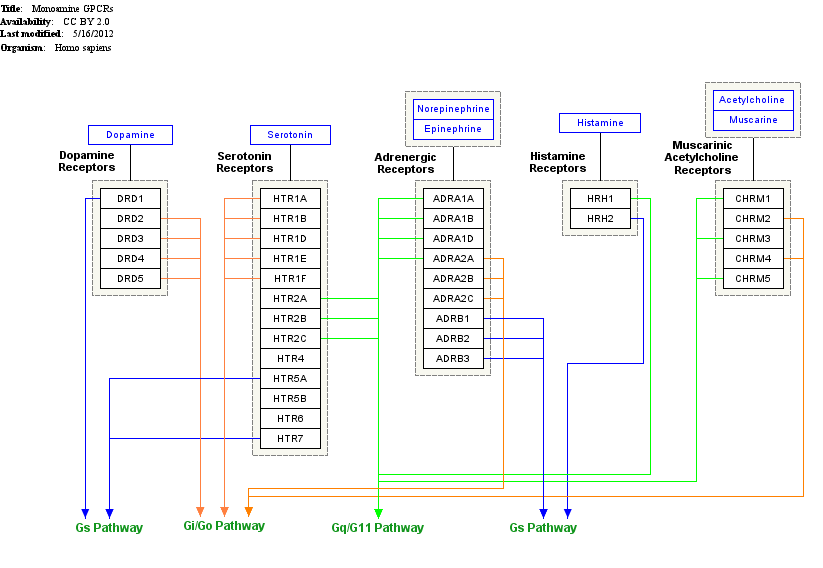 Title: Monoamine GPCRs
Availability: CC BY 2.0
Last modified: 5/16/2012
Organism: Homo sapiens
Dopamine
Dopamine
Receptors
DRD1
DRD2
DRD3
DRD4
DRD5
Serotonin
Serotonin
Receptors
HTR1A
HTR1B
HTR1D
HTR1E
HTR1F
HTR2A
HTR2B
HTR2C
HTR4
HTR5A
HTR5B
HTR6
HTR7
Norepinephrine
Epinephrine
Adrenergic
Receptors
ADRA1A
ADRA1B
ADRA1D
ADRA2A
ADRA2B
ADRA2C
ADRB1
ADRB2
ADRB3
Histamine
Histamine
Receptors
HRH1
HRH2
Acetylcholine
Muscarine
Muscarinic
Acetylcholine
Receptors
CHRM1
CHRM2
CHRM3
CHRM4
CHRM5
Gs Pathway
Gi/Go Pathway
Gq/G11 Pathway
Gs Pathway